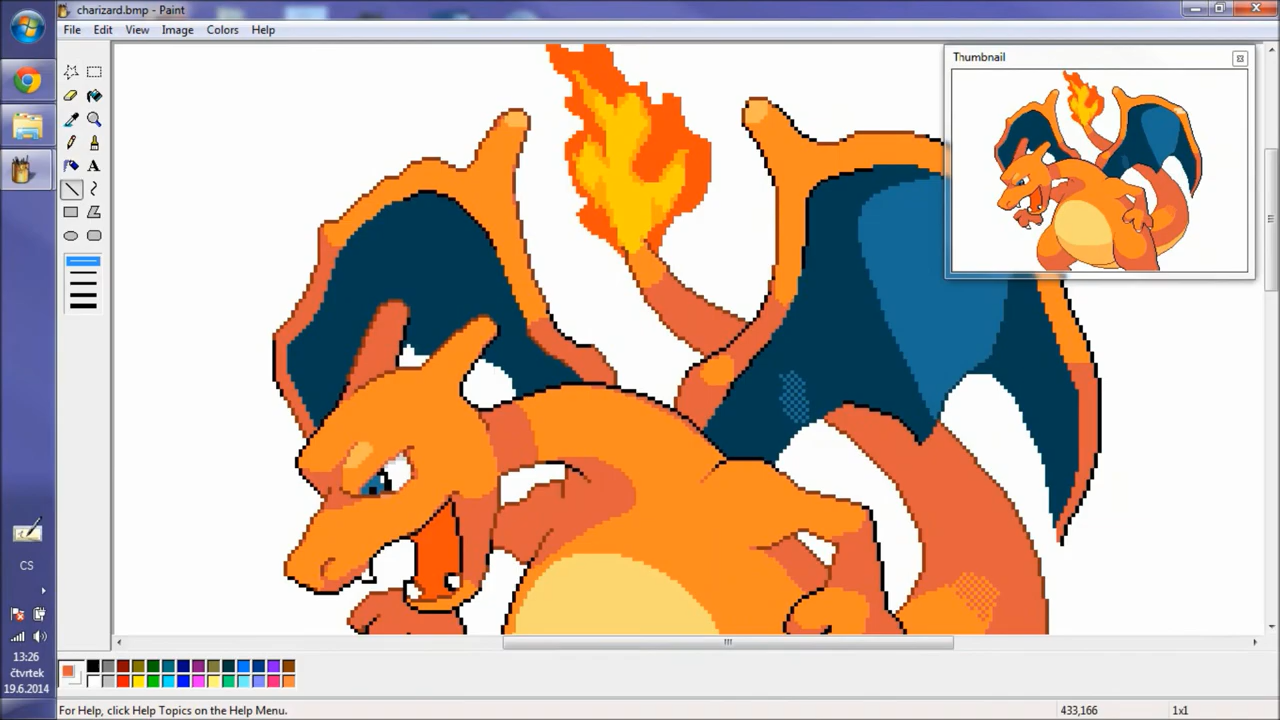 charizard.bmp - Paint
File Edit View Image Colors Help
Thumbnail
A
CS
13:26
čtvrtek
19.6.2014
For Help, click Help Topics on the Help Menu.
433,166
1x1